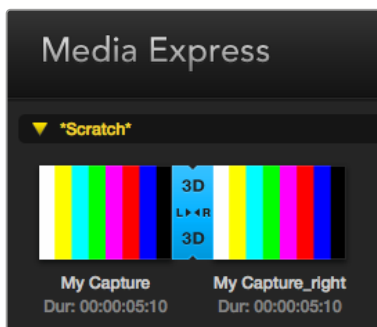 Media Express
*Scratch*
3D
L▶◀R
3D
My Capture My Capture_right
Dur: 00:00:05:10 Dur: 00:00:05:10